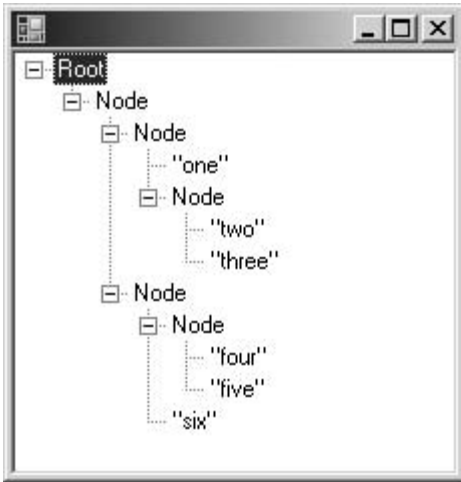 Root
Node
Node
"one"
Node
"two"
"three"
Node
Node
"four"
"five"
"six"